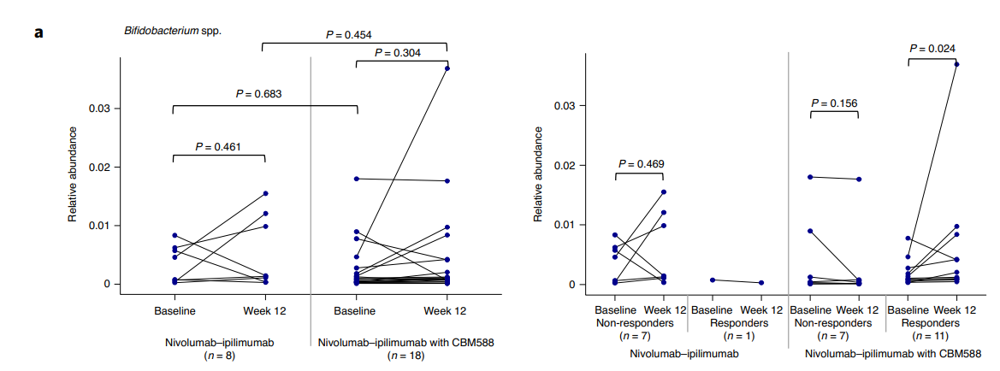 a
Bifidobacterium spp.
P = 0.454
P = 0.304
P = 0.683
P = 0.461
Relative abundance
0.03
0.02
0.01
0
Baseline Week 12 Baseline Week 12
Nivolumab–ipilimumab
(n = 8)
Nivolumab–ipilimumab with CBM588
(n = 18)
P = 0.024
P = 0.156
P = 0.469
Relative abundance
0.03
0.02
0.01
0
Baseline Week 12 Baseline Week 12 Baseline Week 12 Baseline Week 12
Non-responders
(n = 7)
Responders
(n = 1)
Non-responders
(n = 7)
Responders
(n = 11)
Nivolumab–ipilimumab
Nivolumab–ipilimumab with CBM588